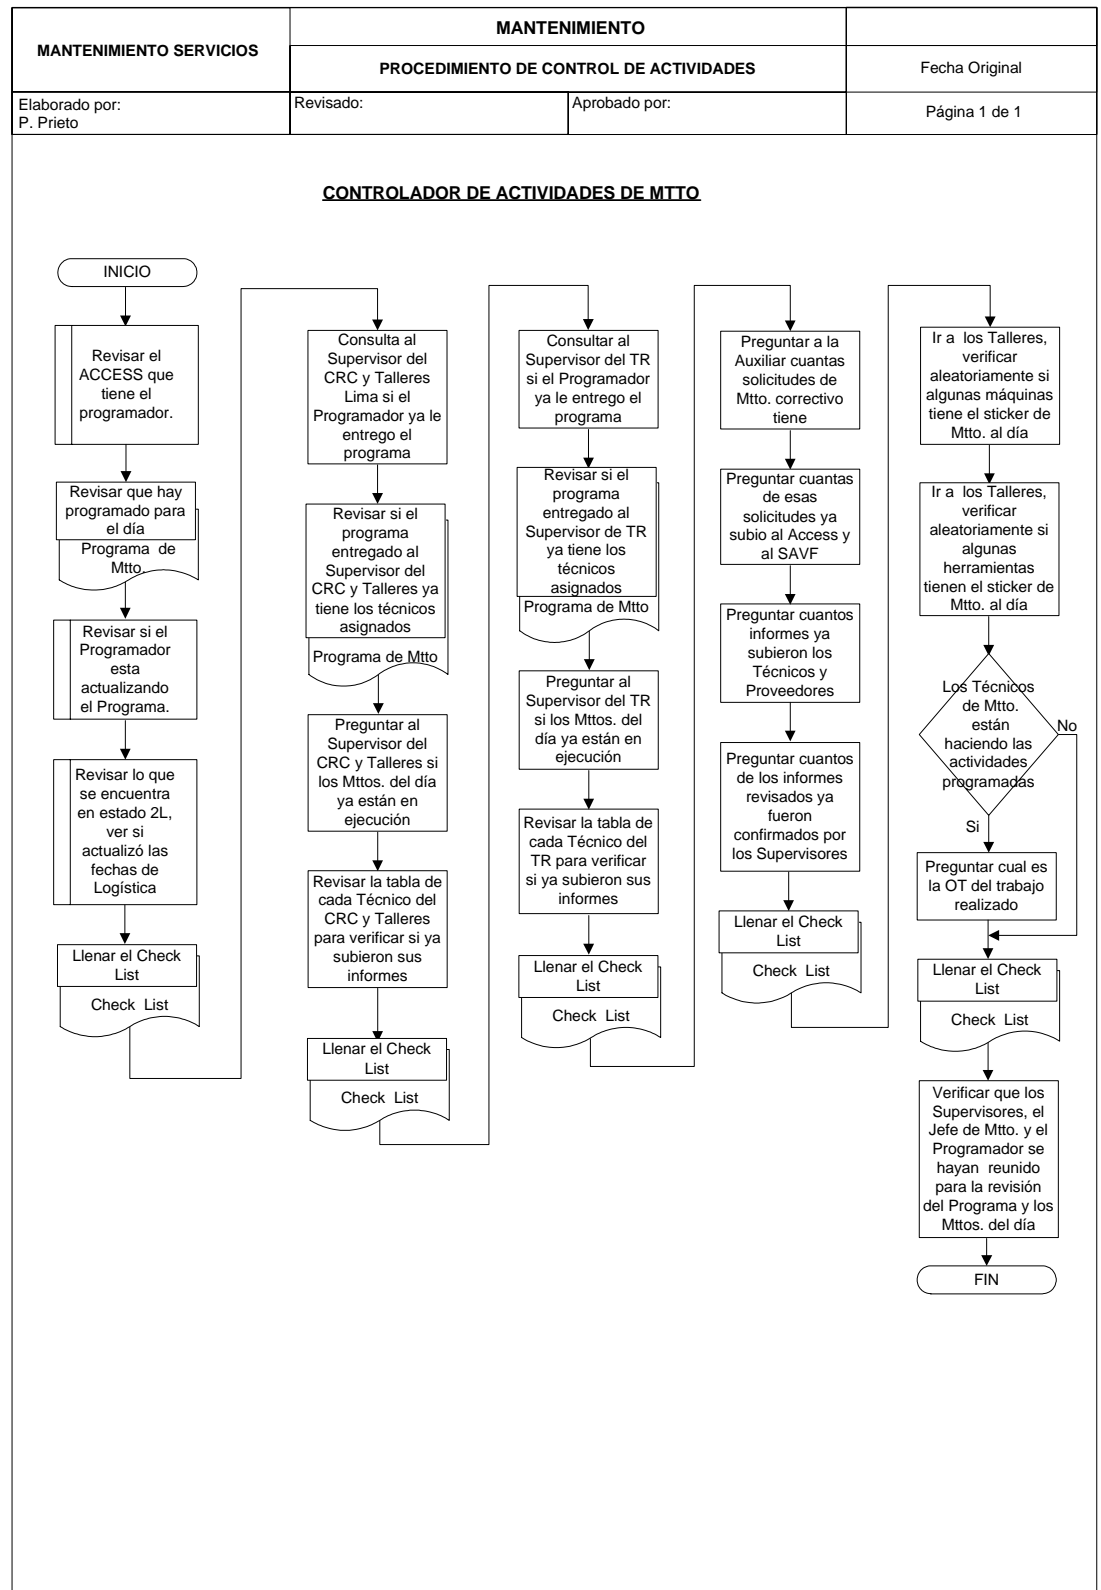 MANTENIMIENTO SERVICIOS
MANTENIMIENTO
PROCEDIMIENTO DE CONTROL DE ACTIVIDADES
Fecha Original
Elaborado por:
P. Prieto
Revisado:
Aprobado por:
Página 1 de 1
CONTROLADOR DE ACTIVIDADES DE MTTO
INICIO
Revisar el
ACCESS que
tiene el
programador.
Revisar que hay
programado para
el día
Programa de
Mtto.
Revisar si el
Programador
esta
actualizando
el Programa.
Revisar lo que
se encuentra
en estado 2L,
ver si
actualizó las
fechas de
Logística
Llenar el Check
List
Check List
Consulta al
Supervisor del
CRC y Talleres
Lima si el
Programador ya le
entrego el
programa
Revisar si el
programa
entregado al
Supervisor del
CRC y Talleres ya
tiene los técnicos
asignados
Programa de Mtto
Preguntar al
Supervisor del
CRC y Talleres si
los Mttos. del día
ya están en
ejecución
Revisar la tabla de
cada Técnico del
CRC y Talleres
para verificar si ya
subieron sus
informes
Llenar el Check
List
Check List
Consultar al
Supervisor del TR
si el Programador
ya le entrego el
programa
Revisar si el
programa
entregado al
Supervisor de TR
ya tiene los
técnicos
asignados
Programa de Mtto
Preguntar al
Supervisor del TR
si los Mttos. del
día ya están en
ejecución
Revisar la tabla de
cada Técnico del
TR para verificar
si ya subieron sus
informes
Llenar el Check
List
Check List
Preguntar a la
Auxiliar cuantas
solicitudes de
Mtto. correctivo
tiene
Preguntar cuantas
de esas
solicitudes ya
subio al Access y
al SAVF
Preguntar cuantos
informes ya
subieron los
Técnicos y
Proveedores
Preguntar cuantos
de los informes
revisados ya
fueron
confirmados por
los Supervisores
Llenar el Check
List
Check List
Ir a los Talleres,
verificar
aleatoriamente si
algunas máquinas
tiene el sticker de
Mtto. al día
Ir a los Talleres,
verificar
aleatoriamente si
algunas
herramientas
tienen el sticker de
Mtto. al día
Los Técnicos
de Mtto.
están
haciendo las
actividades
programadas
No
Si
Preguntar cual es
la OT del trabajo
realizado
Llenar el Check
List
Check List
Verificar que los
Supervisores, el
Jefe de Mtto. y el
Programador se
hayan reunido
para la revisión
del Programa y los
Mttos. del día
FIN